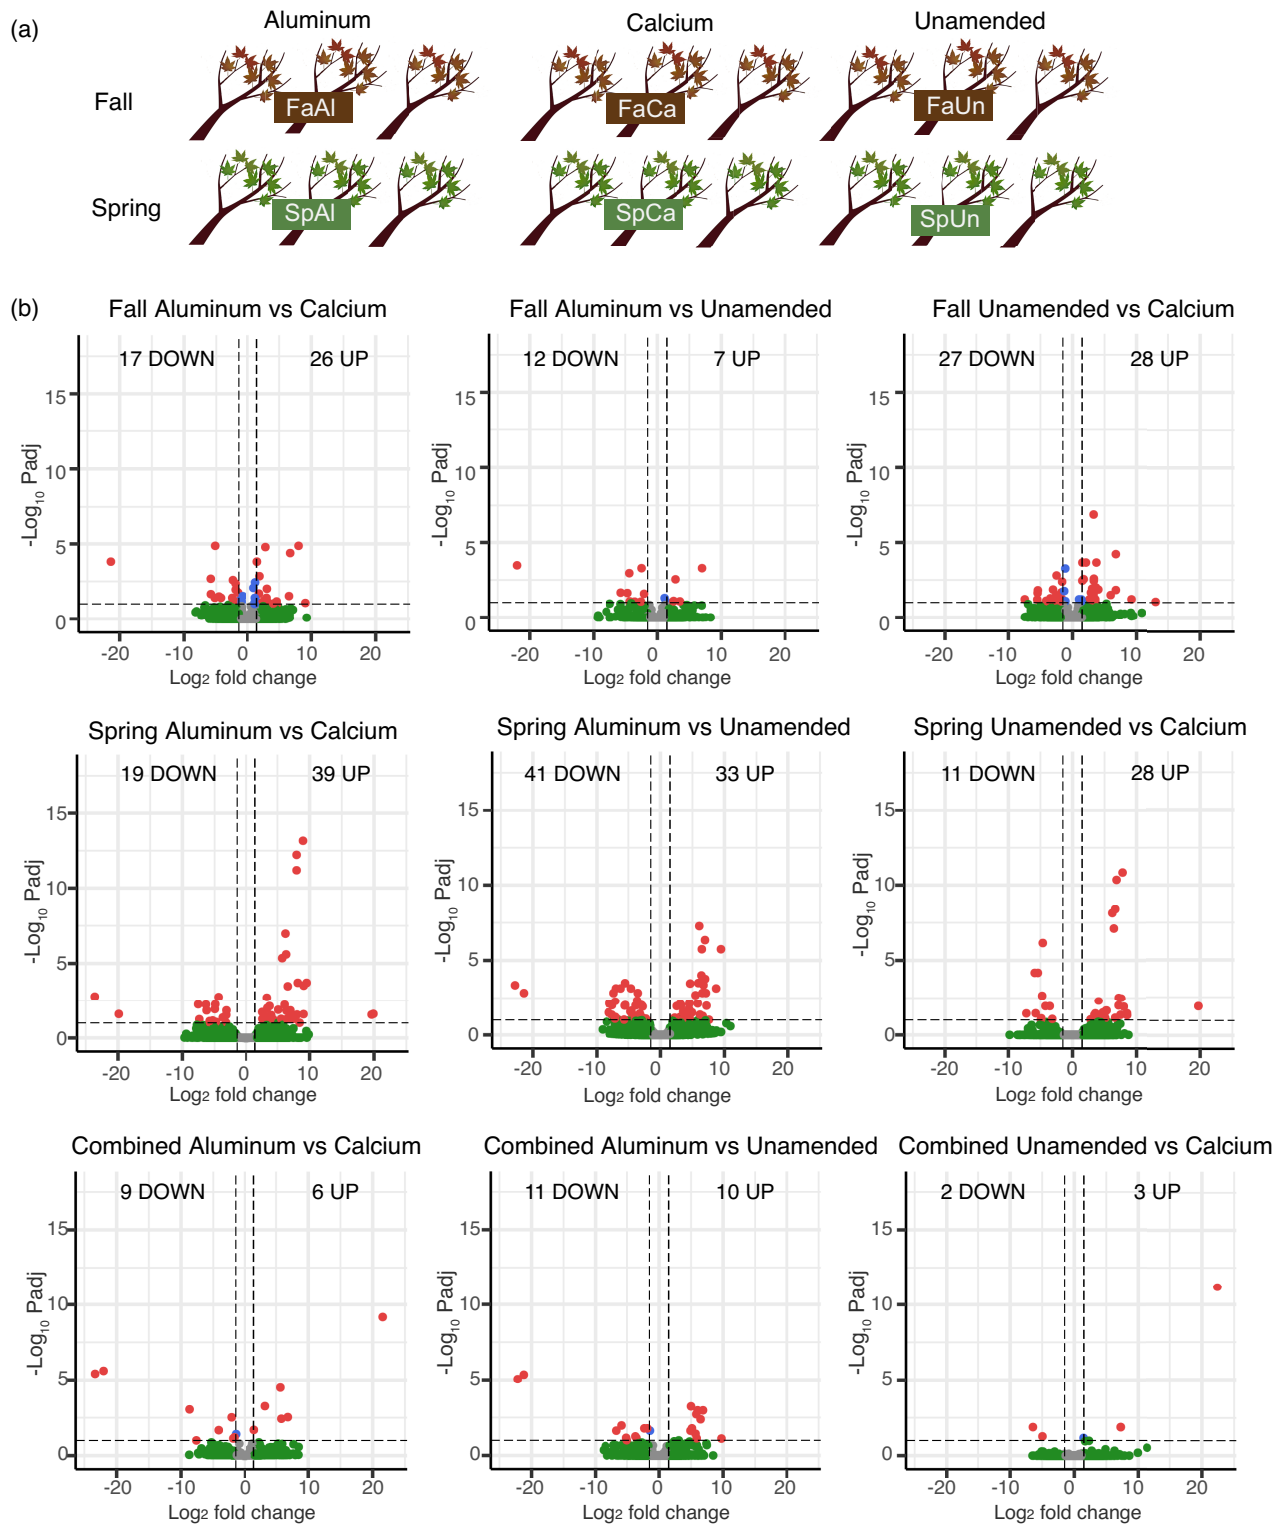 (a)
Aluminum Calcium Unamended
Fall FaAl FaCa FaUn
Spring SpAl SpCa SpUn
(b)
Fall Aluminum vs Calcium
17 DOWN 26 UP
-Log10 Padj
15
10
5
0
-20 -10 0 10 20
Log2 fold change
Fall Aluminum vs Unamended
12 DOWN 7 UP
-Log10 Padj
15
10
5
0
-20 -10 0 10 20
Log2 fold change
Fall Unamended vs Calcium
27 DOWN 28 UP
-Log10 Padj
15
10
5
0
-20 -10 0 10 20
Log2 fold change
Spring Aluminum vs Calcium
19 DOWN 39 UP
-Log10 Padj
15
10
5
0
-20 -10 0 10 20
Log2 fold change
Spring Aluminum vs Unamended
41 DOWN 33 UP
-Log10 Padj
15
10
5
0
-20 -10 0 10 20
Log2 fold change
Spring Unamended vs Calcium
11 DOWN 28 UP
-Log10 Padj
15
10
5
0
-20 -10 0 10 20
Log2 fold change
Combined Aluminum vs Calcium
9 DOWN 6 UP
-Log10 Padj
15
10
5
0
-20 -10 0 10 20
Log2 fold change
Combined Aluminum vs Unamended
11 DOWN 10 UP
-Log10 Padj
15
10
5
0
-20 -10 0 10 20
Log2 fold change
Combined Unamended vs Calcium
2 DOWN 3 UP
-Log10 Padj
15
10
5
0
-20 -10 0 10 20
Log2 fold change